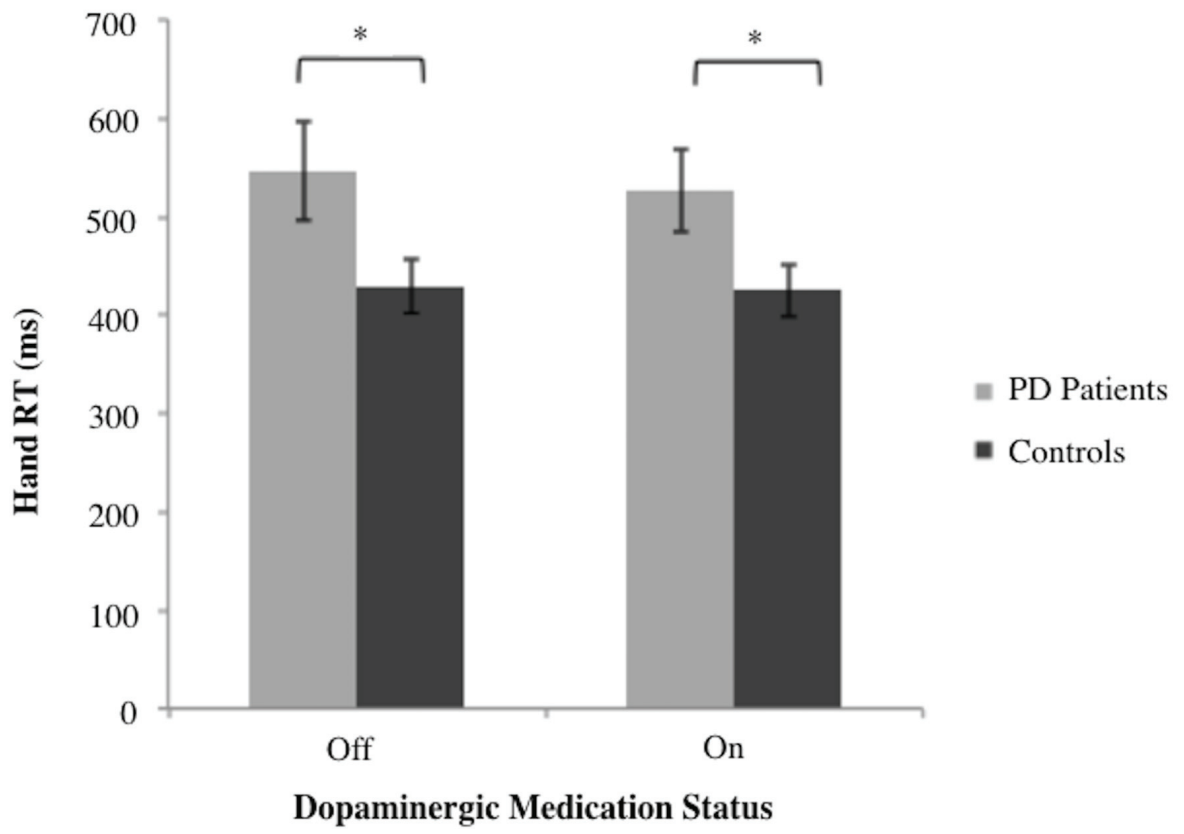 700
*
*
600
500
400
300
200
100
0
Hand RT (ms)
PD Patients
Controls
Off
On
Dopaminergic Medication Status